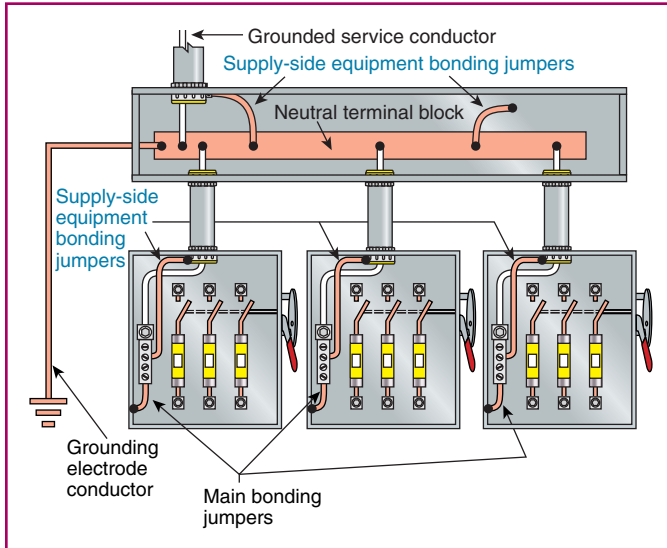 Grounded service conductor
Supply-side equipment bonding jumpers
Neutral terminal block
Supply-side
equipment
bonding
jumpers
Grounding
electrode
conductor
Main bonding
jumpers